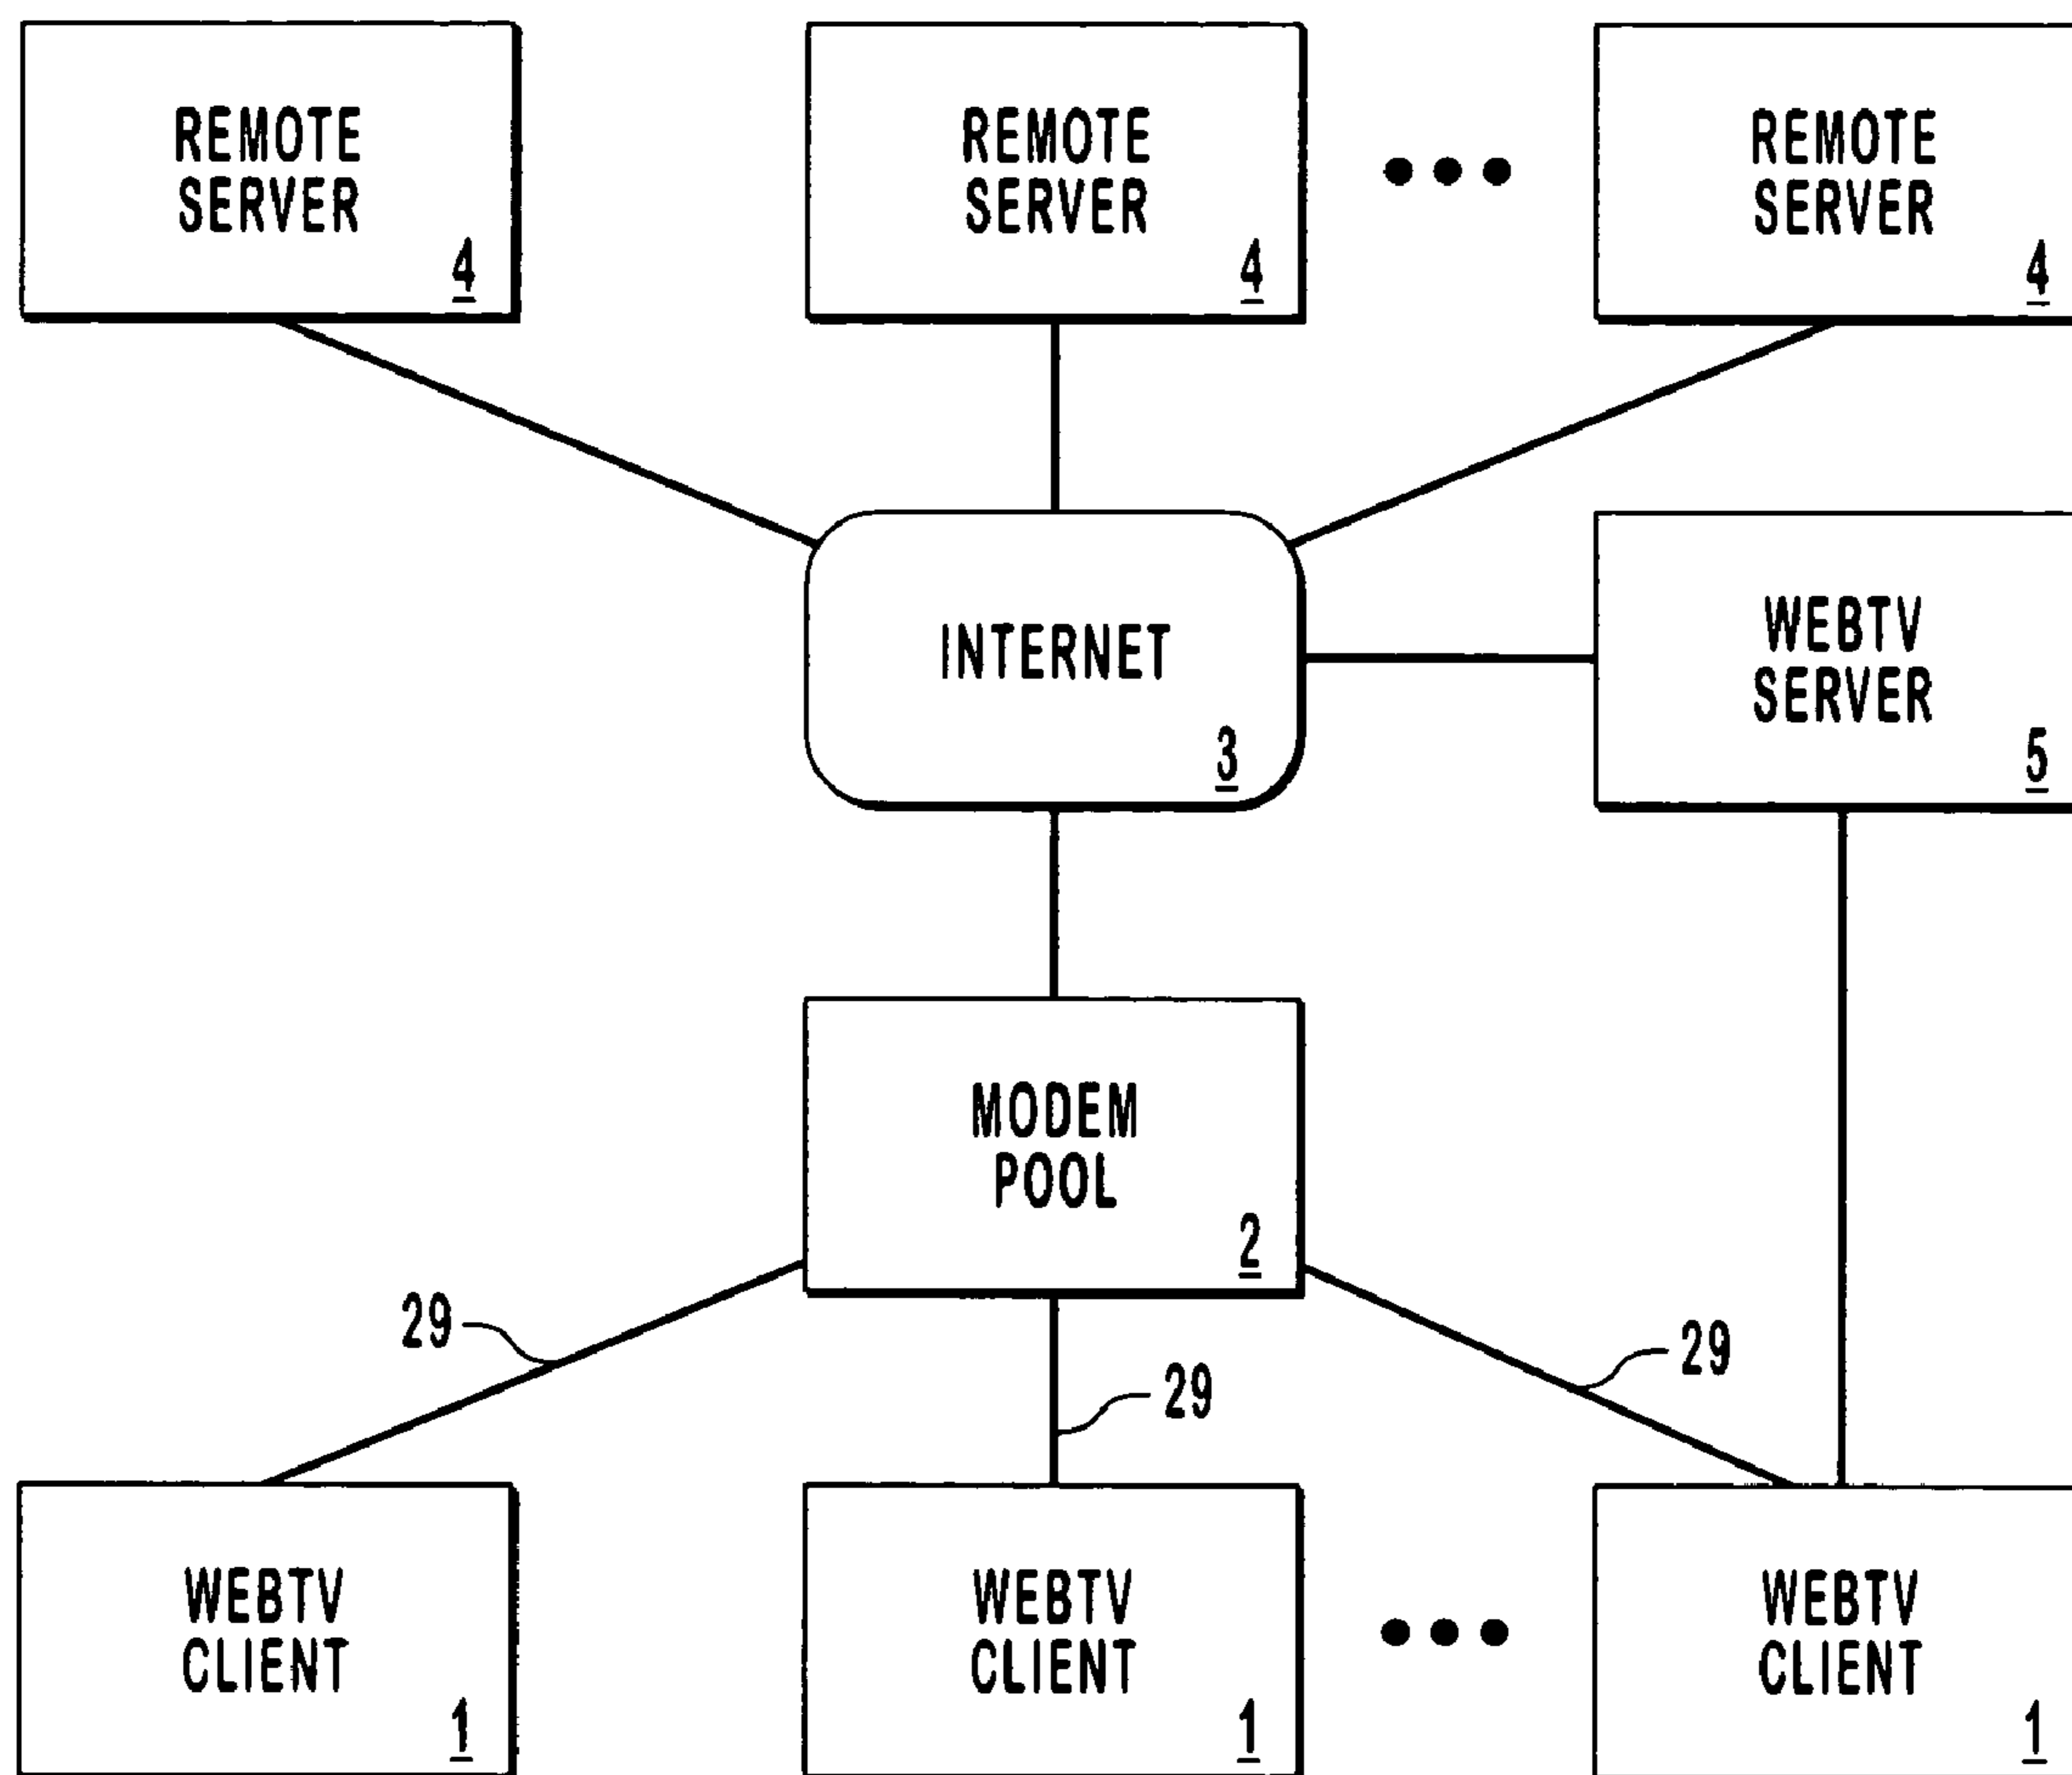 REMOTE
SERVER
4
REMOTE
SERVER
4
REMOTE
SERVER
4
INTERNET
3
WEBTV
SERVER
5
MODEM
POOL
2
29
29
29
WEBTV
CLIENT
1
WEBTV
CLIENT
1
WEBTV
CLIENT
1